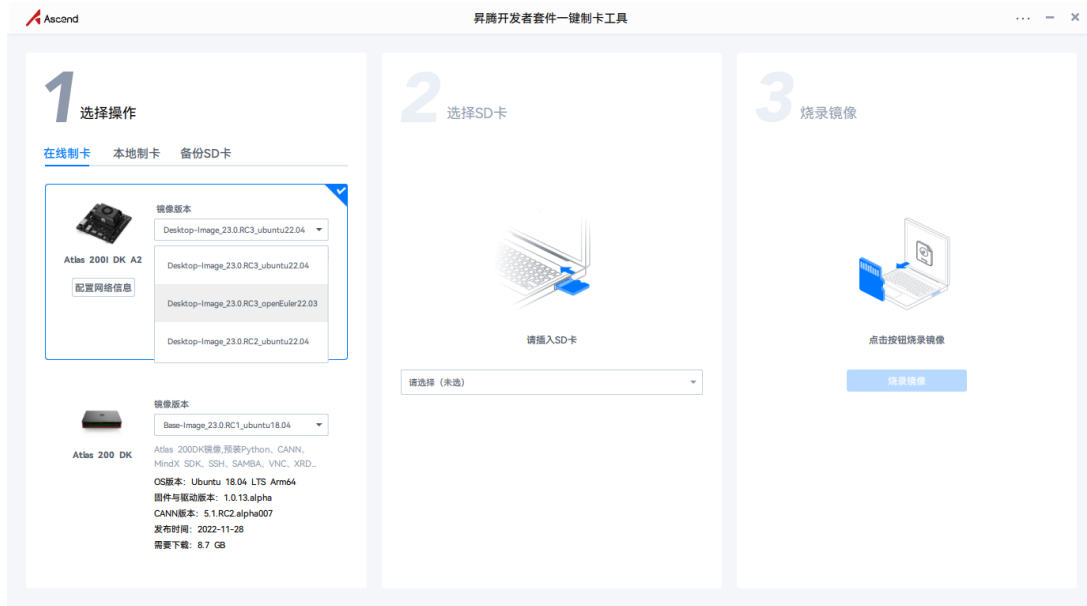 Ascend
昇腾开发者套件一键制卡工具
1
选择操作
在线制卡 本地制卡 备份SD卡
镜像版本
Desktop-Image_23.0.RC3_ubuntu22.04
Atlas 200I DK A2
配置网络信息
Desktop-Image_23.0.RC3_ubuntu22.04
Desktop-Image_23.0.RC3_openEuler22.03
Desktop-Image_23.0.RC2_ubuntu22.04
镜像版本
Base-Image_23.0.RC1_ubuntu18.04
Atlas 200 DK
Atlas 200DK镜像,预装Python、CANN、
MindX SDK、SSH、SAMBA、VNC、XRD...
OS版本: Ubuntu 18.04 LTS Arm64
固件与驱动版本: 1.0.13.alpha
CANN版本: 5.1.RC2.alpha007
发布时间: 2022-11-28
需要下载: 8.7 GB
2
选择SD卡
请插入SD卡
请选择（未选）
3
烧录镜像
点击按钮烧录镜像
烧录镜像